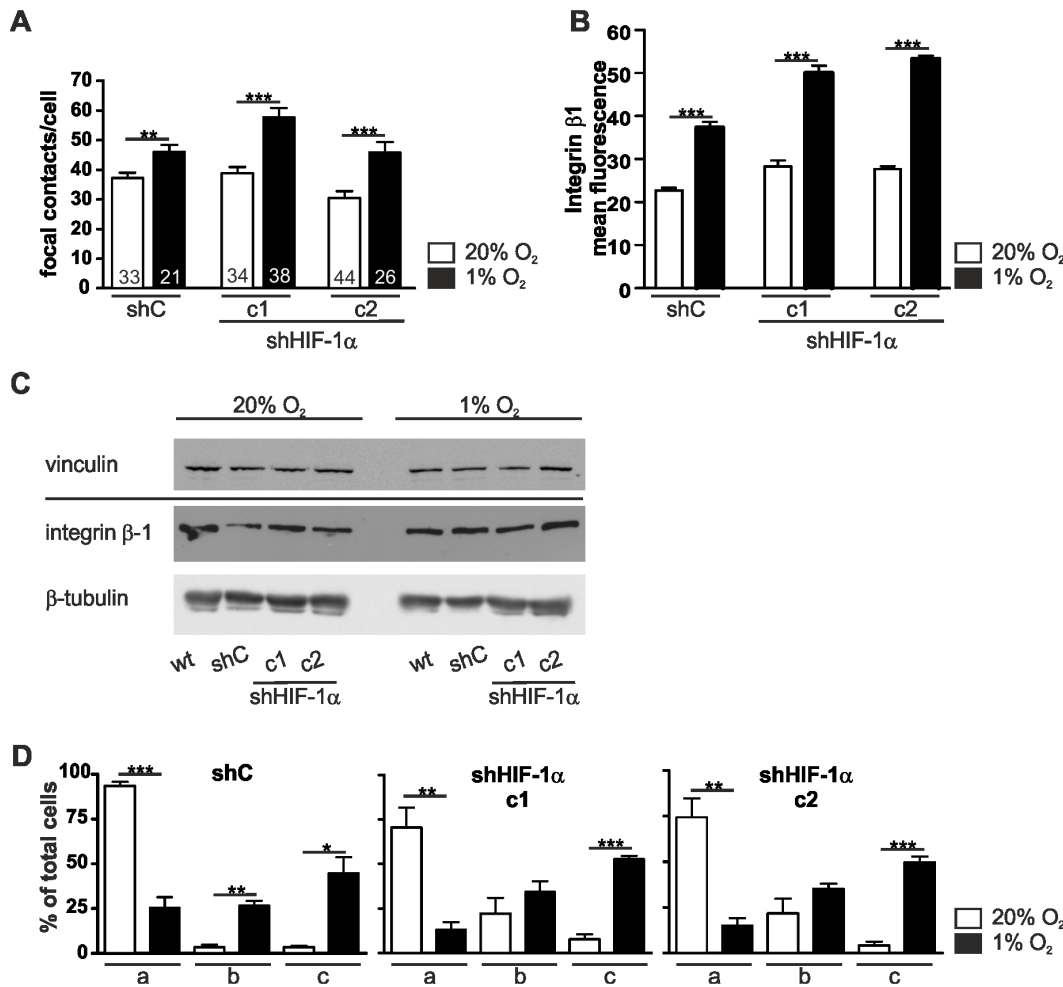 A
focal contacts/cell
70
60
50
40
30
20
10
0
** *** ***
33 21 34 38 44 26
shC c1 c2
shHIF-1α
20% O₂
1% O₂
B
Integrin β1
mean fluorescence
60
50
40
30
20
10
0
*** *** ***
shC c1 c2
shHIF-1α
20% O₂
1% O₂
C
20% O₂ 1% O₂
vinculin
integrin β-1
β-tubulin
wt shC c1 c2 wt shC c1 c2
shHIF-1α shHIF-1α
D
% of total cells
100
75
50
25
0
shC
*** ** *
a b c
shHIF-1α
c1
** ***
a b c
shHIF-1α
c2
** ***
a b c
20% O₂
1% O₂